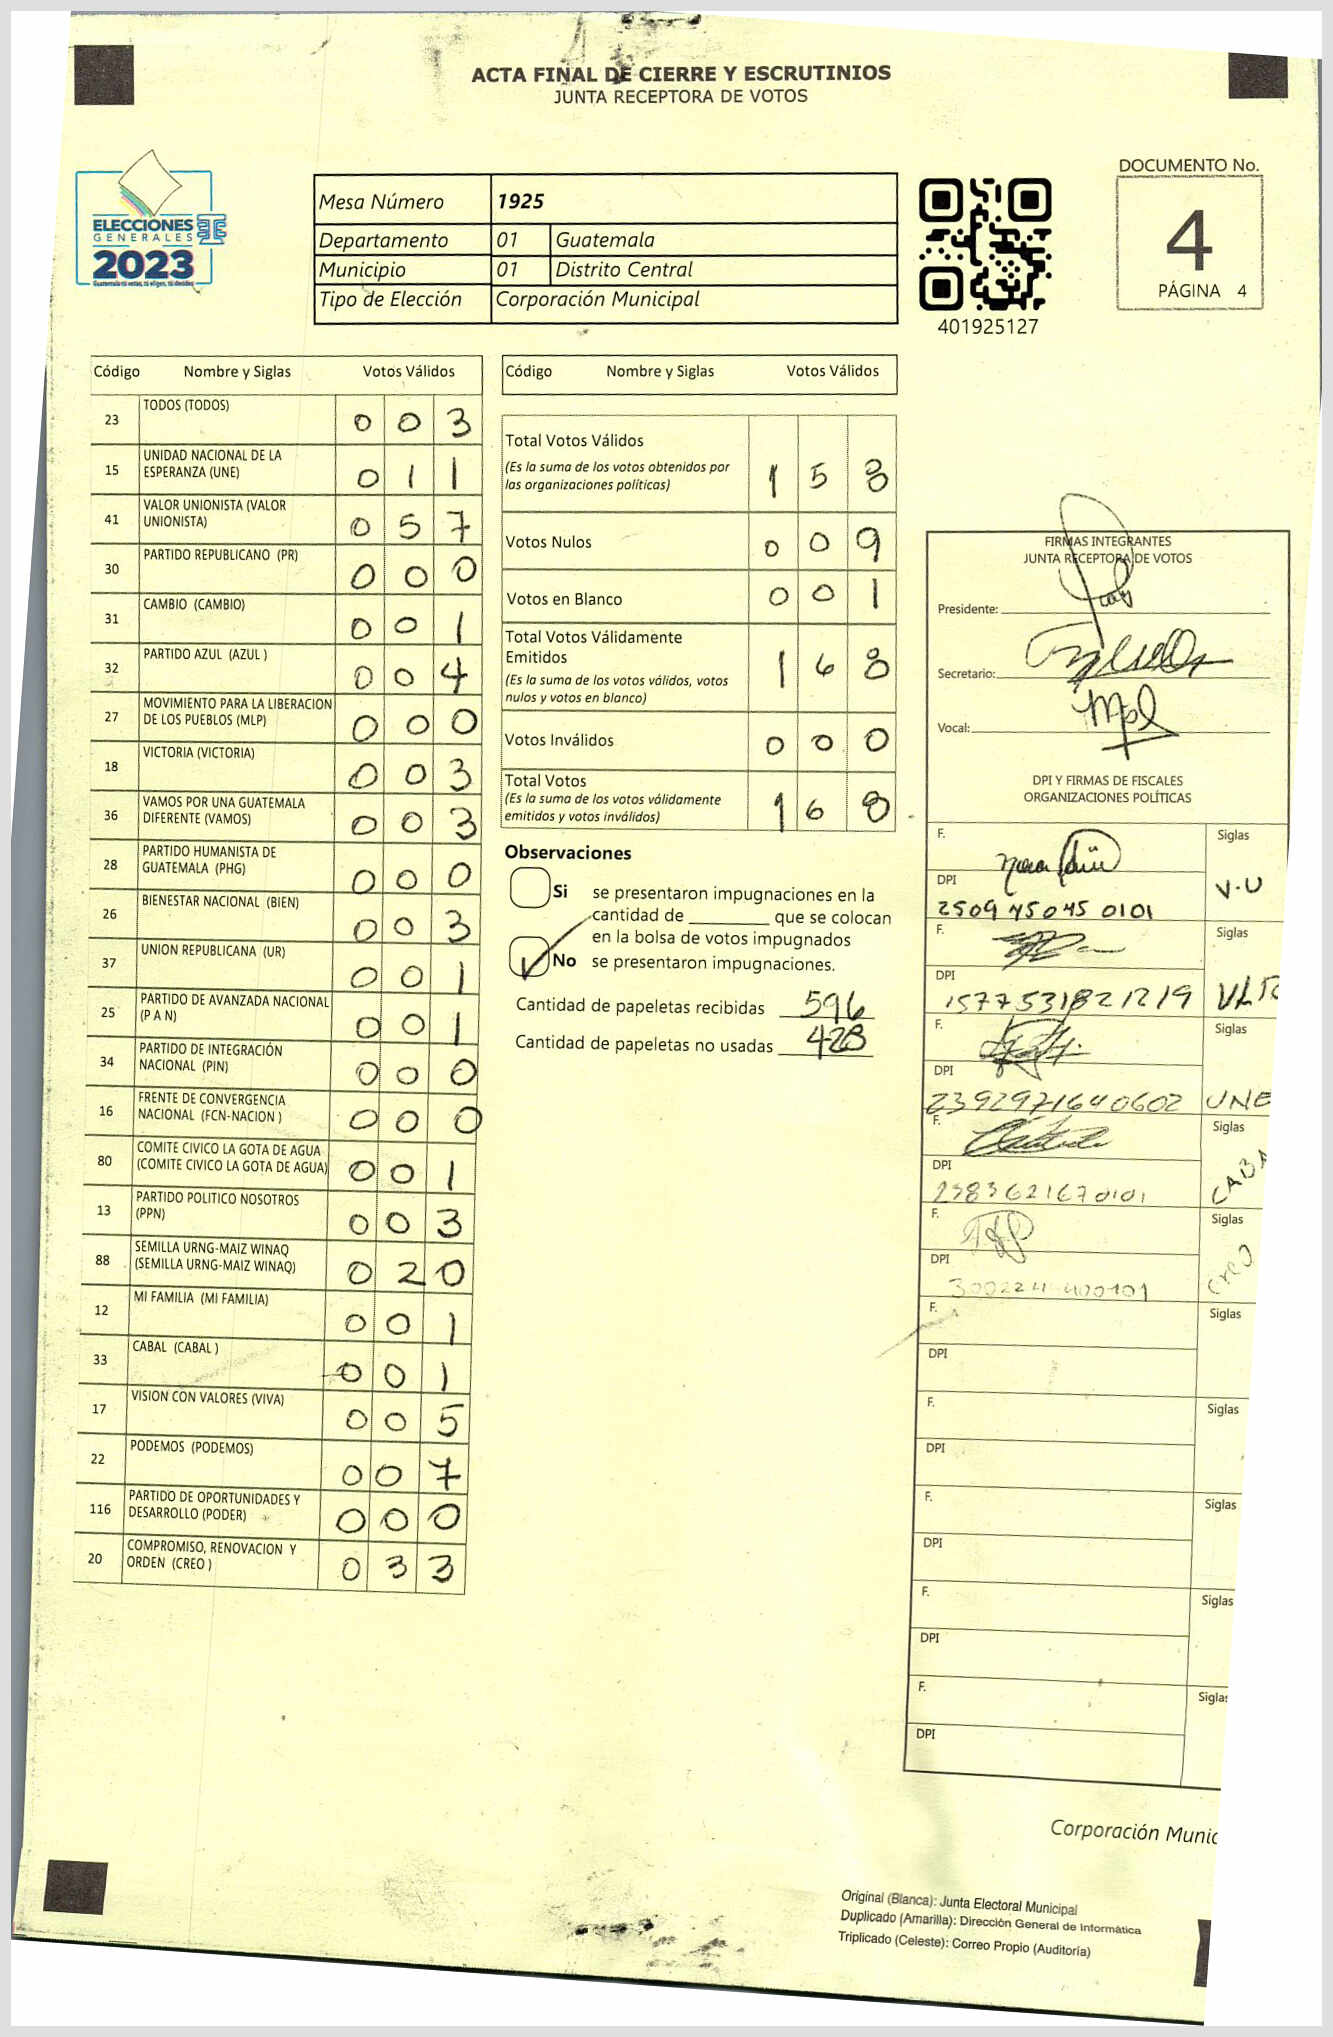 ACTA FINAL DE CIERRE Y ESCRUTINIOS
JUNTA RECEPTORA DE VOTOS
ELECCIONES
GENERALES
2023
Mesa Número 1925
Departamento 01 Guatemala
Municipio 01 Distrito Central
Tipo de Elección Corporación Municipal
401925127
DOCUMENTO No.
4
PÁGINA 4
Código Nombre y Siglas Votos Válidos
23 TODOS (TODOS) 0 0 3
15 UNIDAD NACIONAL DE LA
ESPERANZA (UNE) 0 1 1
41 VALOR UNIONISTA (VALOR
UNIONISTA) 0 5 7
30 PARTIDO REPUBLICANO (PR) 0 0 0
31 CAMBIO (CAMBIO) 0 0 1
32 PARTIDO AZUL (AZUL ) 0 0 4
27 MOVIMIENTO PARA LA LIBERACION
DE LOS PUEBLOS (MLP) 0 0 0
18 VICTORIA (VICTORIA) 0 0 3
36 VAMOS POR UNA GUATEMALA
DIFERENTE (VAMOS) 0 0 3
28 PARTIDO HUMANISTA DE
GUATEMALA (PHG) 0 0 0
26 BIENESTAR NACIONAL (BIEN) 0 0 3
37 UNION REPUBLICANA (UR) 0 0 1
25 PARTIDO DE AVANZADA NACIONAL
(P A N) 0 0 1
34 PARTIDO DE INTEGRACIÓN
NACIONAL (PIN) 0 0 0
16 FRENTE DE CONVERGENCIA
NACIONAL (FCN-NACION ) 0 0 0
80 COMITE CIVICO LA GOTA DE AGUA
(COMITE CIVICO LA GOTA DE AGUA) 0 0 1
13 PARTIDO POLITICO NOSOTROS
(PPN) 0 0 3
88 SEMILLA URNG-MAIZ WINAQ
(SEMILLA URNG-MAIZ WINAQ) 0 2 0
12 MI FAMILIA (MI FAMILIA) 0 0 1
33 CABAL (CABAL ) 0 0 1
17 VISION CON VALORES (VIVA) 0 0 5
22 PODEMOS (PODEMOS) 0 0 7
116 PARTIDO DE OPORTUNIDADES Y
DESARROLLO (PODER) 0 0 0
20 COMPROMISO, RENOVACION Y
ORDEN (CREO ) 0 3 3
Código Nombre y Siglas Votos Válidos
Total Votos Válidos
(Es la suma de los votos obtenidos por
las organizaciones políticas) 1 5 8
Votos Nulos 0 0 9
Votos en Blanco 0 0 1
Total Votos Válidamente
Emitidos
(Es la suma de los votos válidos, votos
nulos y votos en blanco) 1 6 8
Votos Inválidos 0 0 0
Total Votos
(Es la suma de los votos válidamente
emitidos y votos inválidos) 1 6 8
Observaciones
Si se presentaron impugnaciones en la
cantidad de ________ que se colocan
en la bolsa de votos impugnados
No se presentaron impugnaciones.
Cantidad de papeletas recibidas 596
Cantidad de papeletas no usadas 428
FIRMAS INTEGRANTES
JUNTA RECEPTORA DE VOTOS
Presidente:
Secretario:
Vocal:
DPI Y FIRMAS DE FISCALES
ORGANIZACIONES POLÍTICAS
F. Siglas
DPI V.U
2509 45045 0101
F. Siglas
DPI
1577531821219
F. Siglas
DPI
2392971640602 UNE
F. Siglas
DPI
2983621670101 CABA
F. Siglas
DPI CREO
F. Siglas
DPI
F. Siglas
DPI
F. Siglas
DPI
F. Siglas
DPI
F. Siglas
DPI
Corporación Munic
Original (Blanca): Junta Electoral Municipal
Duplicado (Amarilla): Dirección General de Informática
Triplicado (Celeste): Correo Propio (Auditoría)